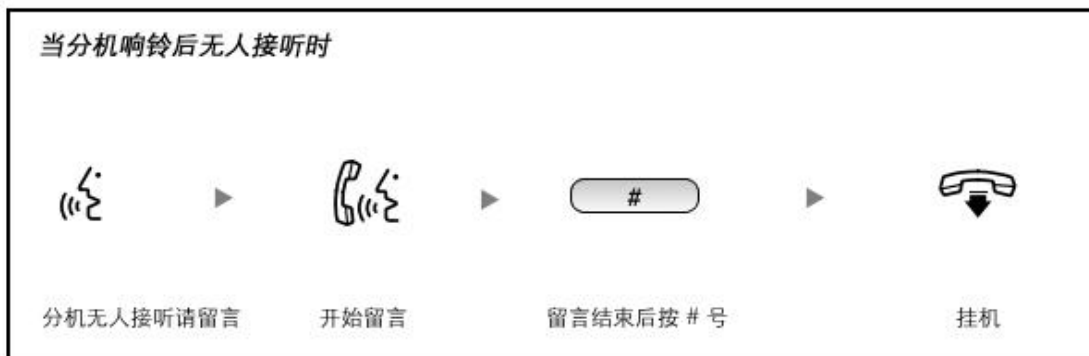 当分机响铃后无人接听时
#
分机无人接听请留言
开始留言
留言结束后按 # 号
挂机